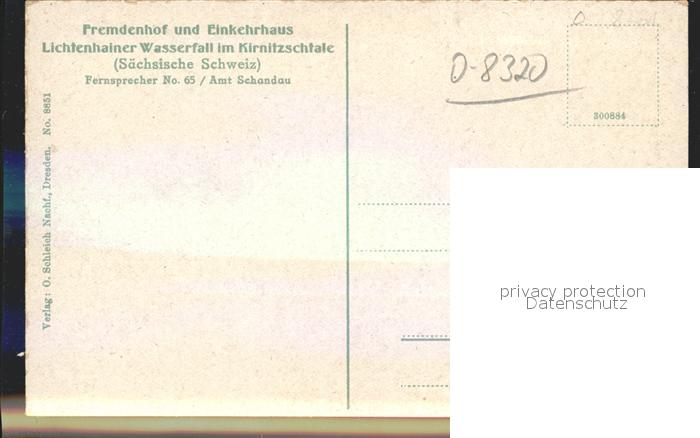 Fremdenhof und Einkehrhaus
Lichtenhainer Wasserfall im Kirnitzschtale
(Sächsische Schweiz)
Fernsprecher No. 65 / Amt Schandau
D-8320
300884
Verlag: O. Schleich Nachf., Dresden. No. 8851
privacy protection
Datenschutz